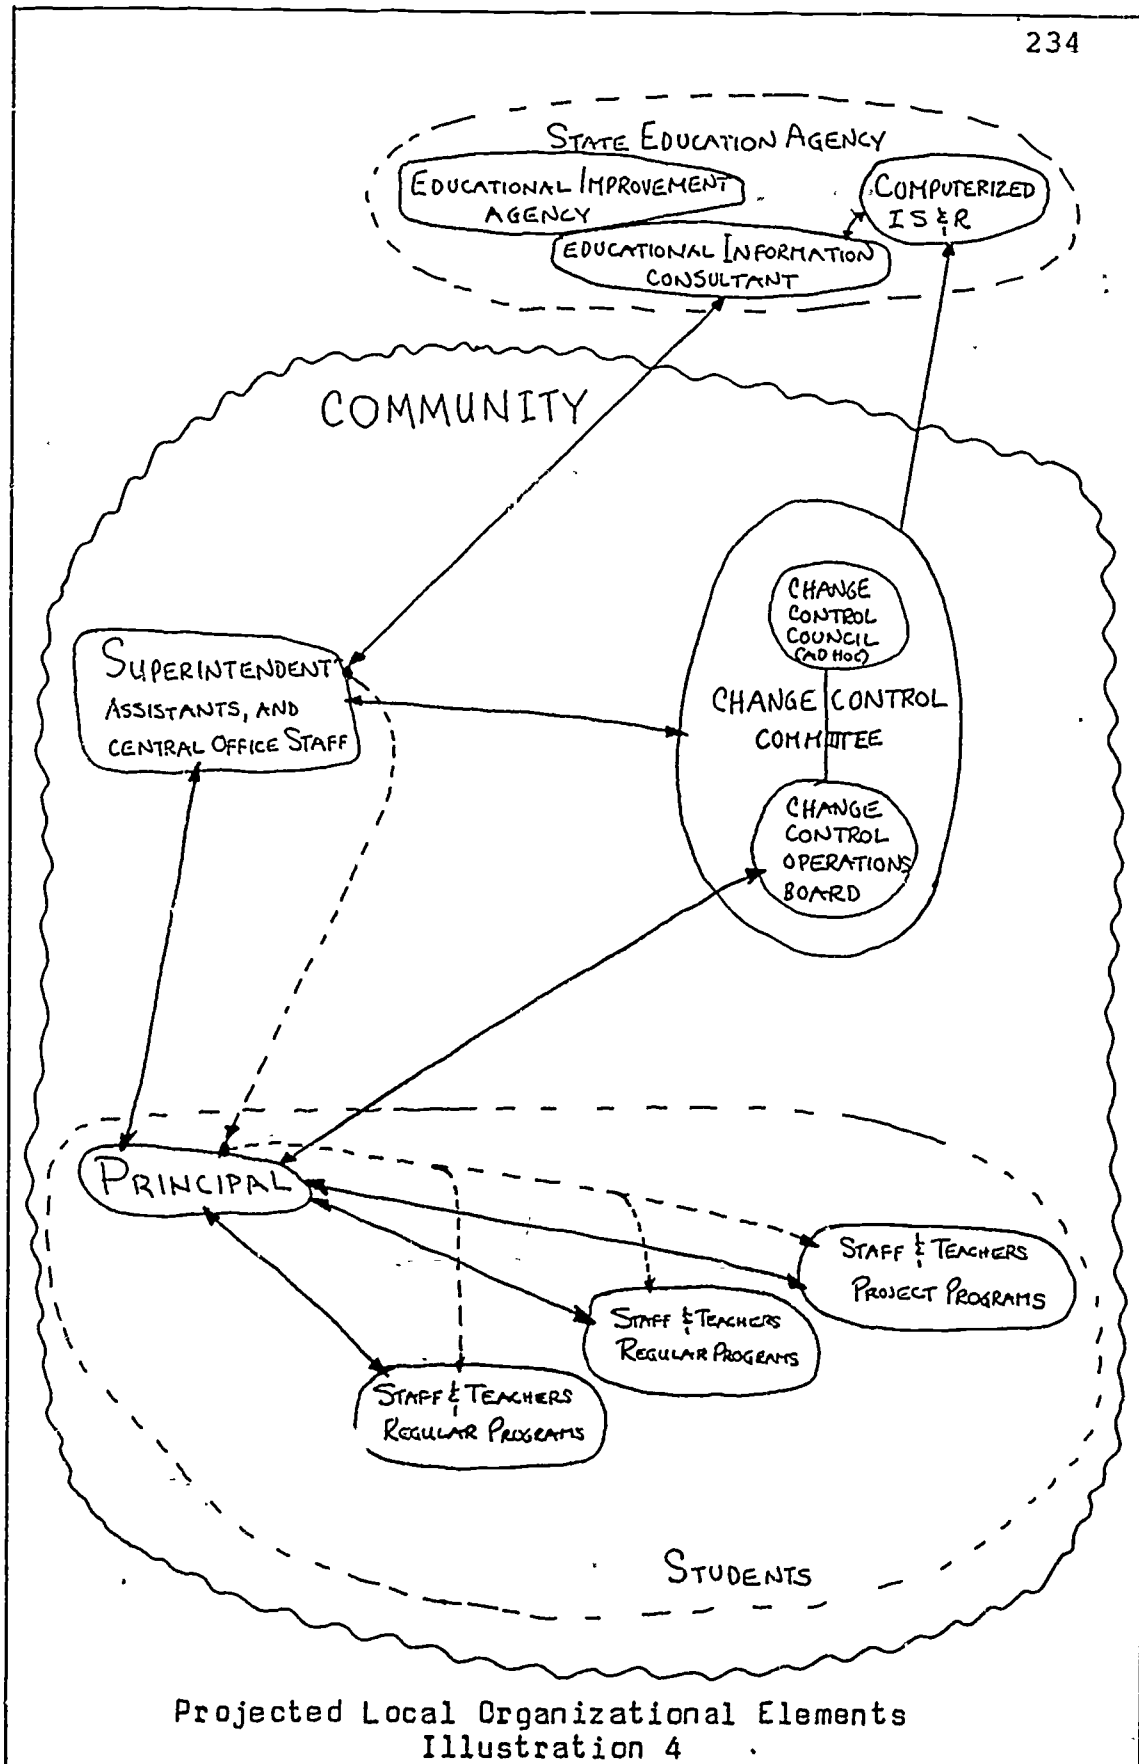 234
STATE EDUCATION AGENCY
EDUCATIONAL IMPROVEMENT
AGENCY
COMPUTERIZED
IS & R
EDUCATIONAL INFORMATION
CONSULTANT
COMMUNITY
CHANGE
CONTROL
COUNCIL
(AD HOC)
SUPERINTENDENT
ASSISTANTS, AND
CENTRAL OFFICE STAFF
CHANGE CONTROL
COMMITTEE
CHANGE
CONTROL
OPERATIONS
BOARD
PRINCIPAL
STAFF & TEACHERS
PROJECT PROGRAMS
STAFF & TEACHERS
REGULAR PROGRAMS
STAFF & TEACHERS
REGULAR PROGRAMS
STUDENTS
Projected Local Organizational Elements
Illustration 4